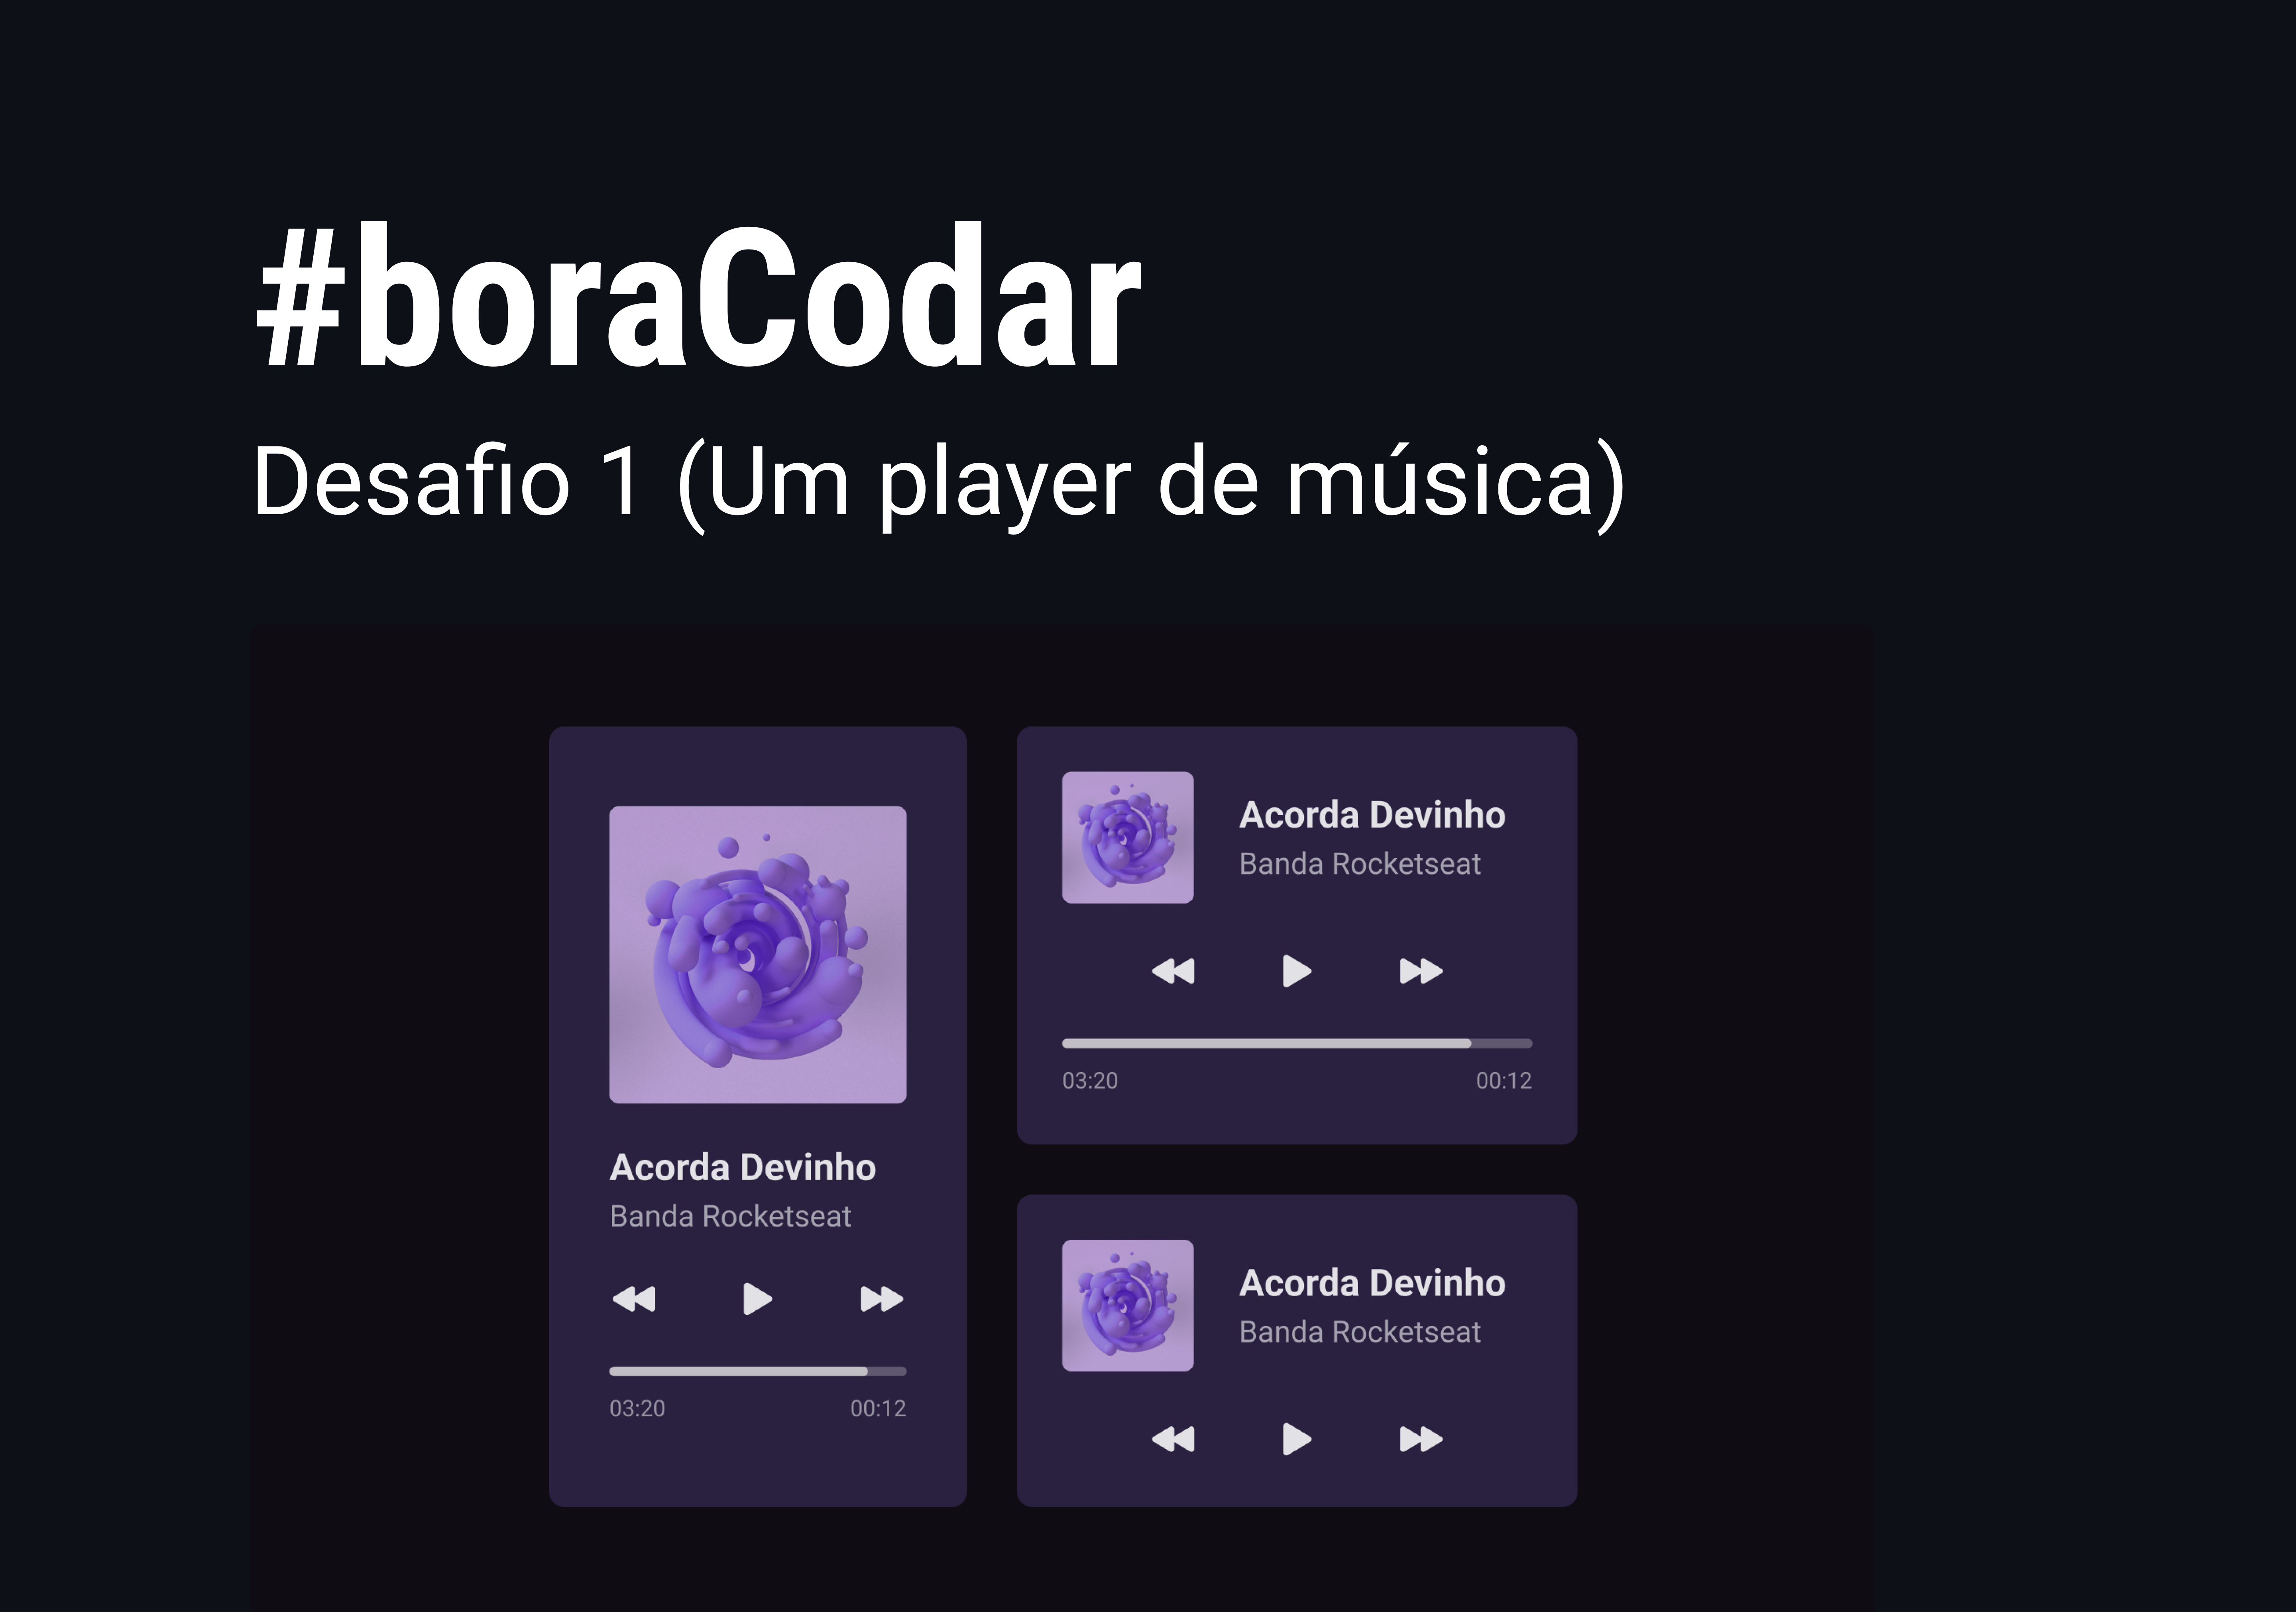 #boraCodar
Desafio 1 (Um player de música)
Acorda Devinho
Banda Rocketseat
03:20 00:12
Acorda Devinho
Banda Rocketseat
03:20 00:12
Acorda Devinho
Banda Rocketseat